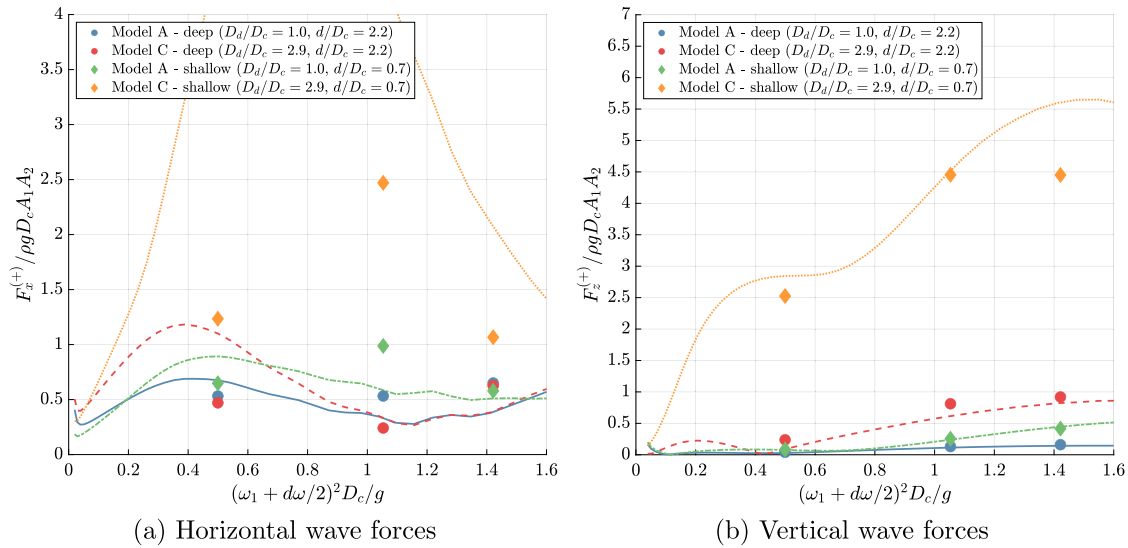 4
3.5
3
2.5
2
1.5
1
0.5
0
F_x^{(+)}/ρgD_cA_1A_2
Model A - deep (D_d/D_c = 1.0, d/D_c = 2.2)
Model C - deep (D_d/D_c = 2.9, d/D_c = 2.2)
Model A - shallow (D_d/D_c = 1.0, d/D_c = 0.7)
Model C - shallow (D_d/D_c = 2.9, d/D_c = 0.7)
0 0.2 0.4 0.6 0.8 1 1.2 1.4 1.6
(ω_1 + dω/2)^2D_c/g
(a) Horizontal wave forces
7
6.5
6
5.5
5
4.5
4
3.5
3
2.5
2
1.5
1
0.5
0
F_z^{(+)}/ρgD_cA_1A_2
Model A - deep (D_d/D_c = 1.0, d/D_c = 2.2)
Model C - deep (D_d/D_c = 2.9, d/D_c = 2.2)
Model A - shallow (D_d/D_c = 1.0, d/D_c = 0.7)
Model C - shallow (D_d/D_c = 2.9, d/D_c = 0.7)
0 0.2 0.4 0.6 0.8 1 1.2 1.4 1.6
(ω_1 + dω/2)^2D_c/g
(b) Vertical wave forces